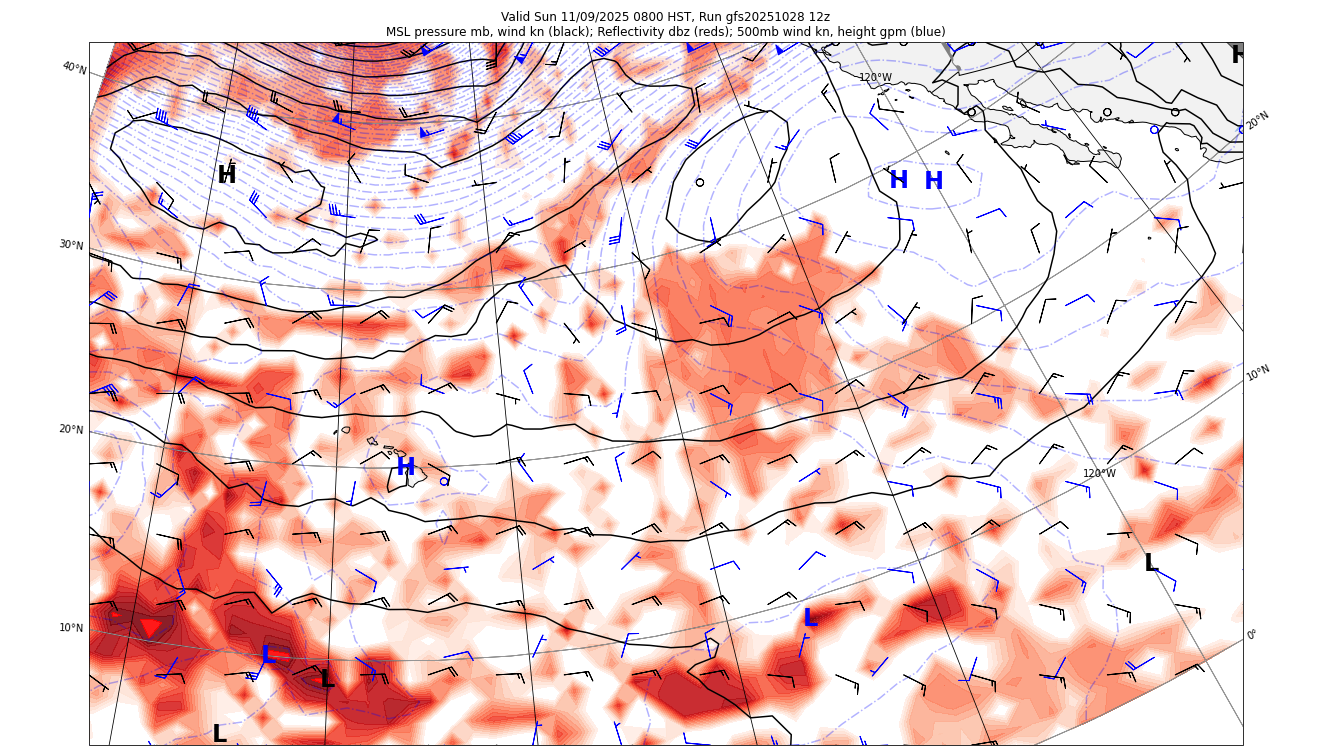 Valid Sun 11/09/2025 0800 HST, Run gfs20251028 12z
MSL pressure mb, wind kn (black); Reflectivity dbz (reds); 500mb wind kn, height gpm (blue)
H
40°N
120°W
20°N
H
H H
30°N
10°N
20°N
H
120°W
L
10°N
L
0°
L
L
L